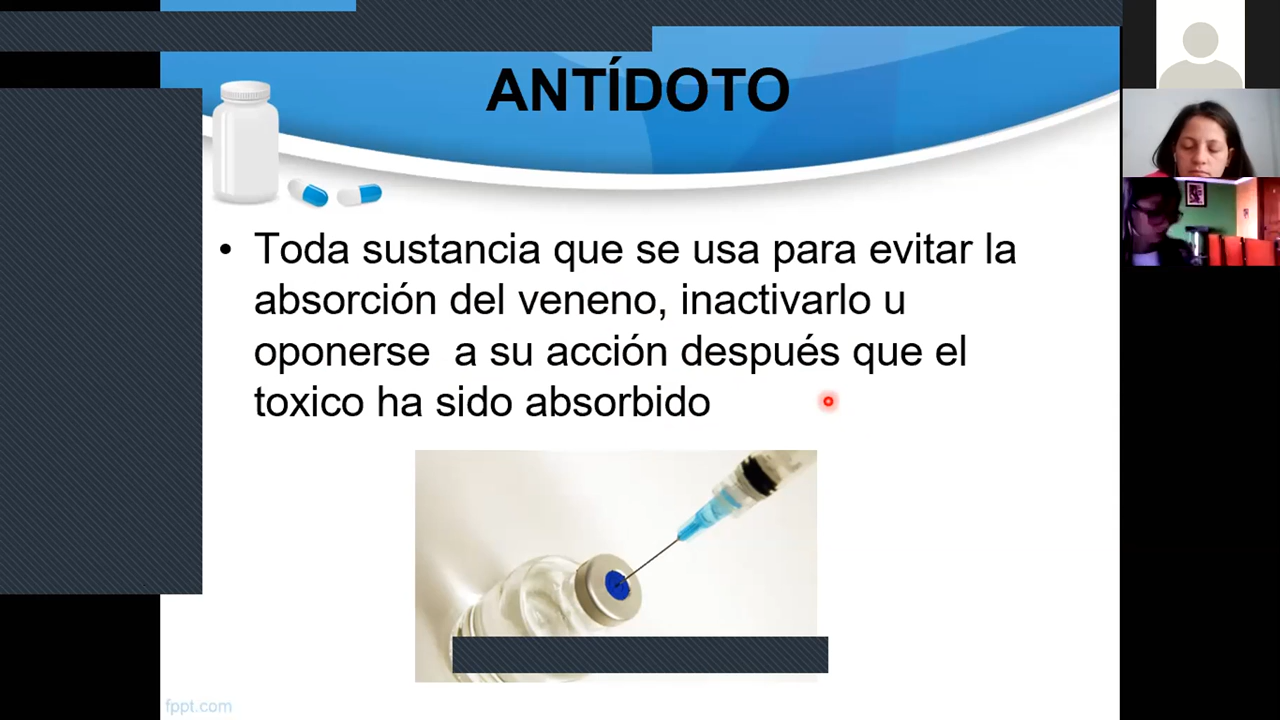 ANTÍDOTO
• Toda sustancia que se usa para evitar la
absorción del veneno, inactivarlo u
oponerse  a su acción después que el
toxico ha sido absorbido
fppt.com